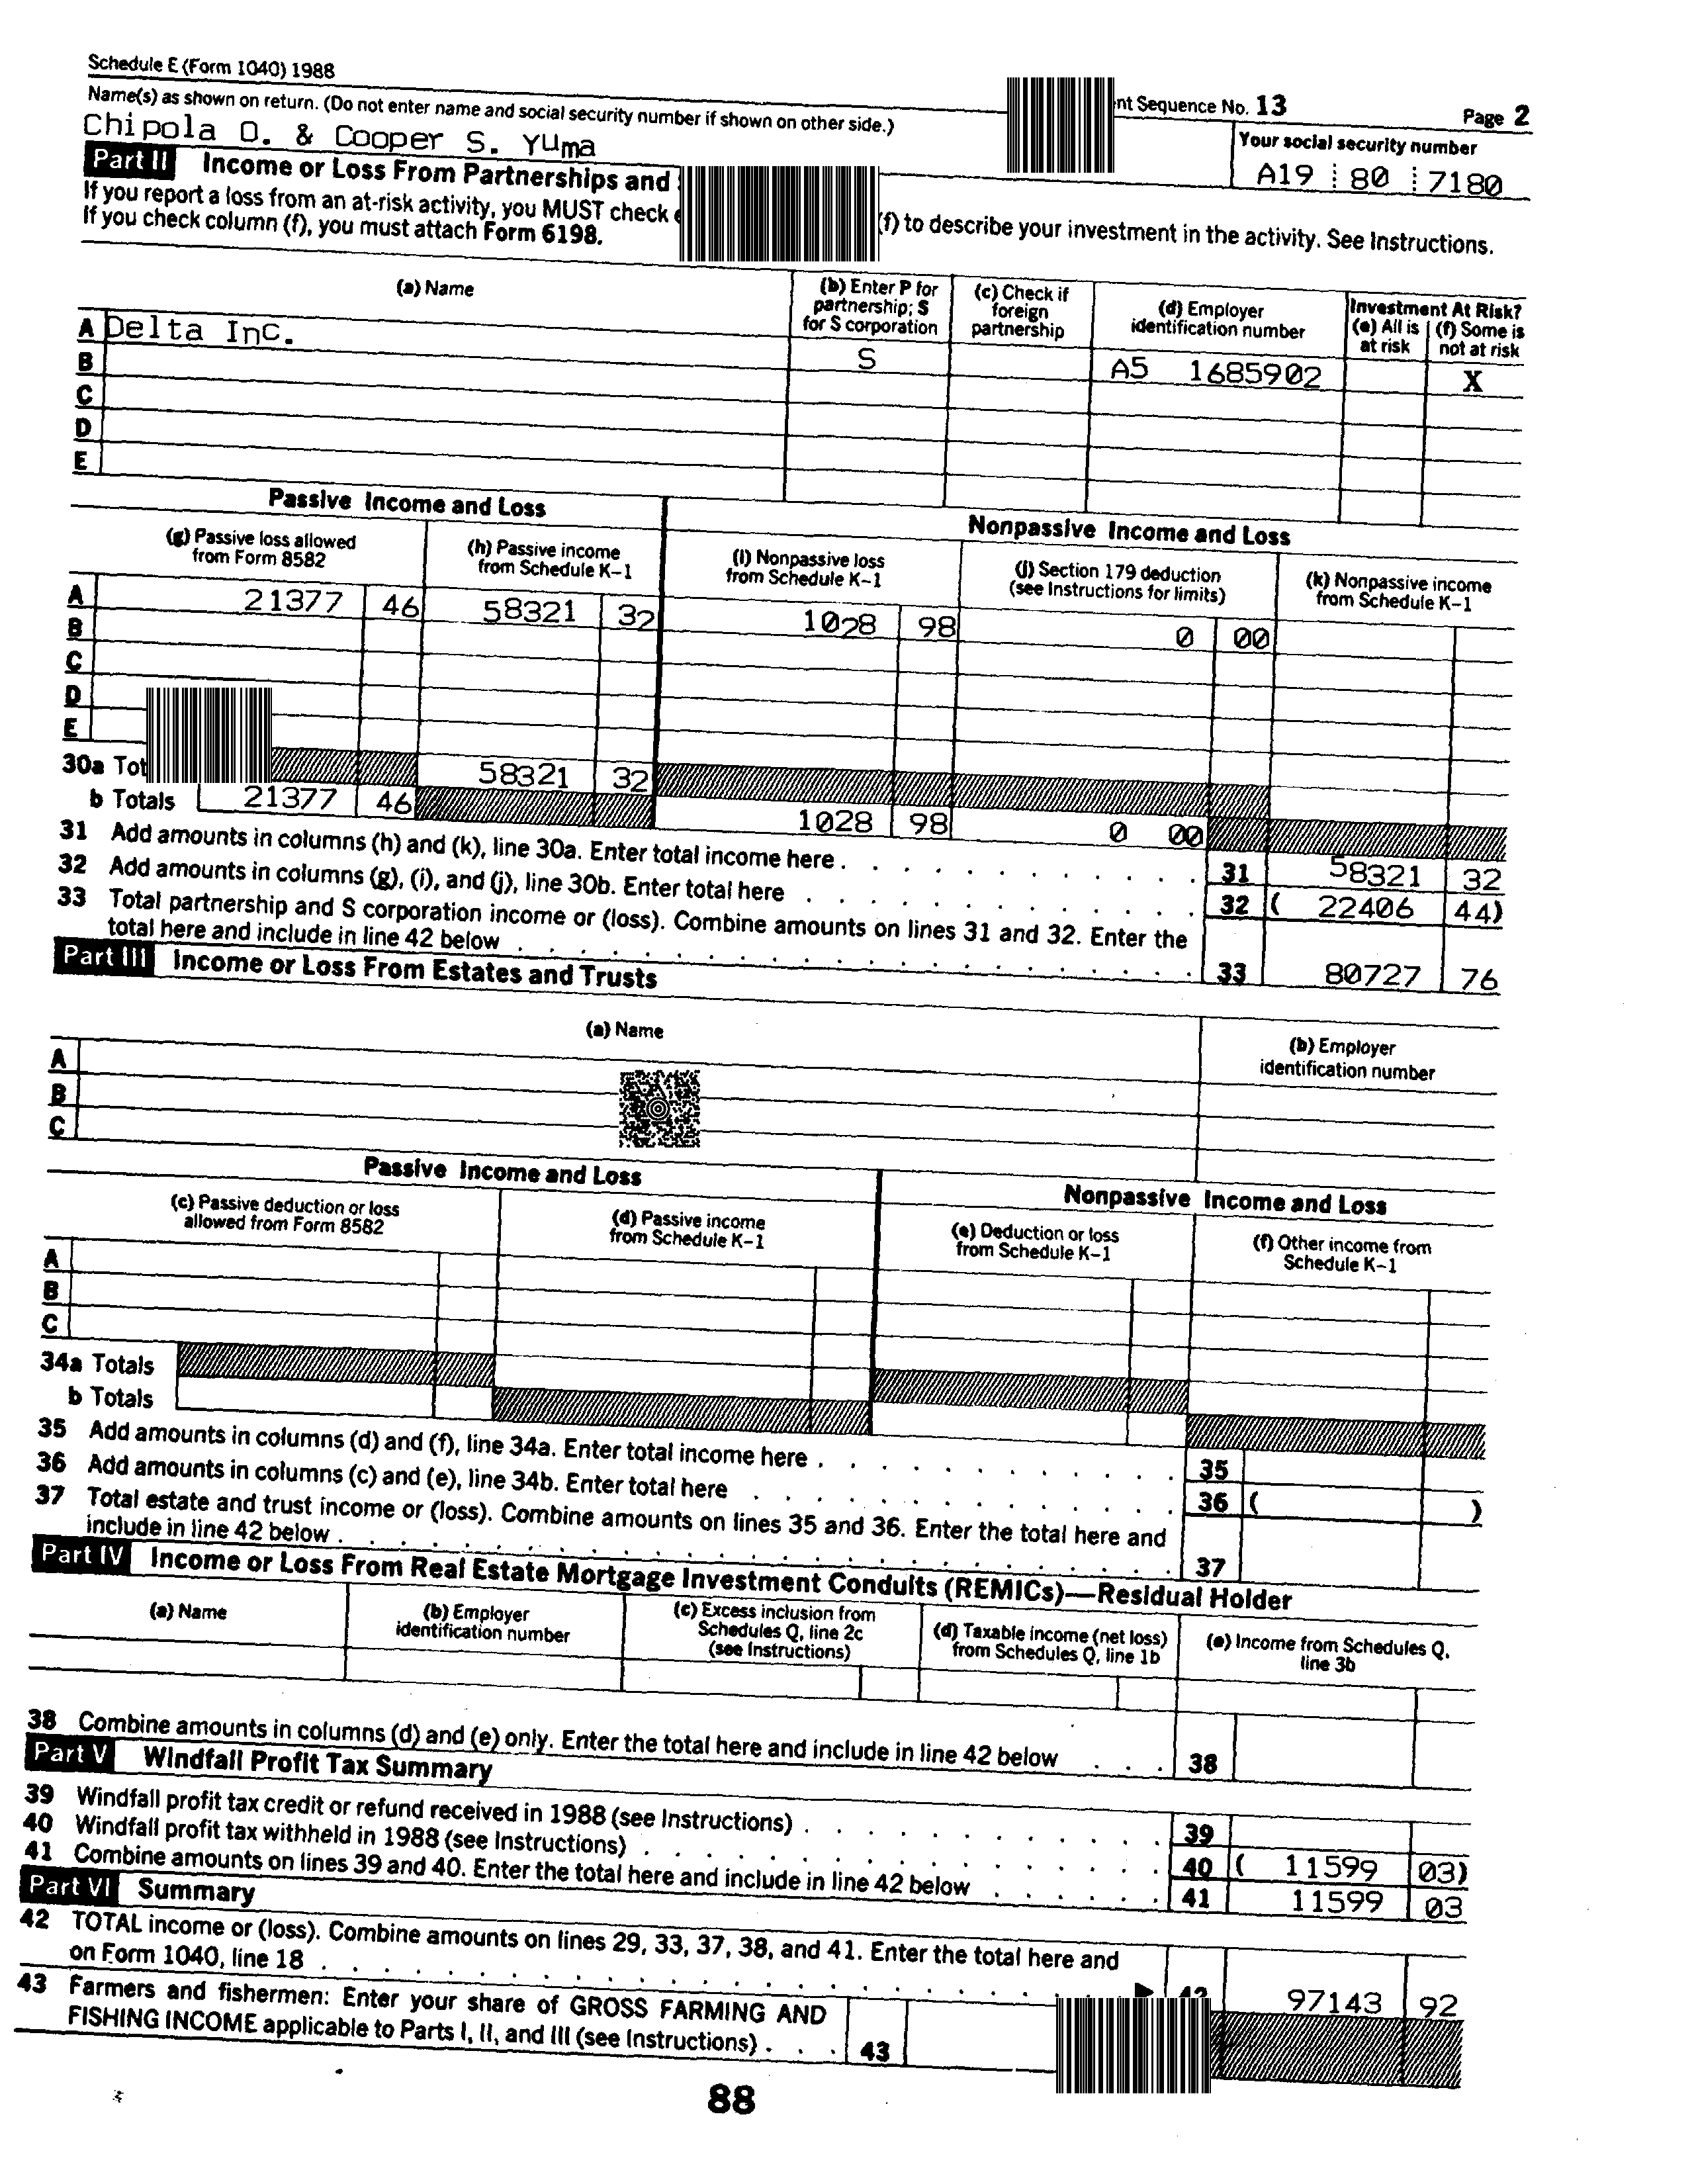 Schedule E (Form 1040) 1988
nt Sequence No. 13 Page 2
Name(s) as shown on return. (Do not enter name and social security number if shown on other side.) Your social security number
Chipola O. & Cooper S. Yuma A19 80 7180
Part II Income or Loss From Partnerships and
If you report a loss from an at-risk activity, you MUST check (f) to describe your investment in the activity. See Instructions.
If you check column (f), you must attach Form 6198.
(a) Name (b) Enter P for partnership; S for S corporation (c) Check if foreign partnership (d) Employer identification number Investment At Risk? (e) All is at risk (f) Some is not at risk
A Delta Inc. S A5 1685902 X
B
C
D
E
Passive Income and Loss Nonpassive Income and Loss
(g) Passive loss allowed from Form 8582 (h) Passive income from Schedule K–1 (i) Nonpassive loss from Schedule K–1 (j) Section 179 deduction (see Instructions for limits) (k) Nonpassive income from Schedule K–1
A 21377 46 58321 32 1028 98 0 00
B
C
D
E
30a Tot 58321 32
b Totals 21377 46 1028 98 0 00
31 Add amounts in columns (h) and (k), line 30a. Enter total income here . 31 58321 32
32 Add amounts in columns (g), (i), and (j), line 30b. Enter total here 32 ( 22406 44)
33 Total partnership and S corporation income or (loss). Combine amounts on lines 31 and 32. Enter the
total here and include in line 42 below 33 80727 76
Part III Income or Loss From Estates and Trusts
(a) Name (b) Employer identification number
A
B
C
Passive Income and Loss Nonpassive Income and Loss
(c) Passive deduction or loss allowed from Form 8582 (d) Passive income from Schedule K–1 (e) Deduction or loss from Schedule K–1 (f) Other income from Schedule K–1
A
B
C
34a Totals
b Totals
35 Add amounts in columns (d) and (f), line 34a. Enter total income here . 35
36 Add amounts in columns (c) and (e), line 34b. Enter total here 36 ( )
37 Total estate and trust income or (loss). Combine amounts on lines 35 and 36. Enter the total here and
include in line 42 below . 37
Part IV Income or Loss From Real Estate Mortgage Investment Conduits (REMICs)—Residual Holder
(a) Name (b) Employer identification number (c) Excess inclusion from Schedules Q, line 2c (see Instructions) (d) Taxable income (net loss) from Schedules Q, line 1b (e) Income from Schedules Q, line 3b
38 Combine amounts in columns (d) and (e) only. Enter the total here and include in line 42 below 38
Part V Windfall Profit Tax Summary
39 Windfall profit tax credit or refund received in 1988 (see Instructions) . 39
40 Windfall profit tax withheld in 1988 (see Instructions) 40 ( 11599 03)
41 Combine amounts on lines 39 and 40. Enter the total here and include in line 42 below 41 11599 03
Part VI Summary
42 TOTAL income or (loss). Combine amounts on lines 29, 33, 37, 38, and 41. Enter the total here and
on Form 1040, line 18 42 97143 92
43 Farmers and fishermen: Enter your share of GROSS FARMING AND
FISHING INCOME applicable to Parts I, II, and III (see Instructions) . 43
88